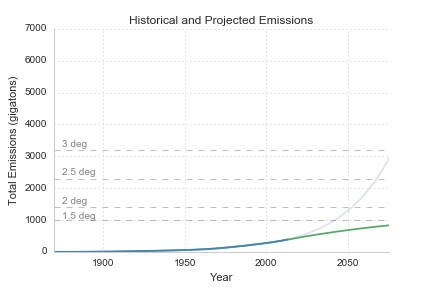 Historical and Projected Emissions
7000
6000
5000
4000
3000
2000
1000
0
Total Emissions (gigatons)
3 deg
2.5 deg
2 deg
1.5 deg
1900
1950
2000
2050
Year